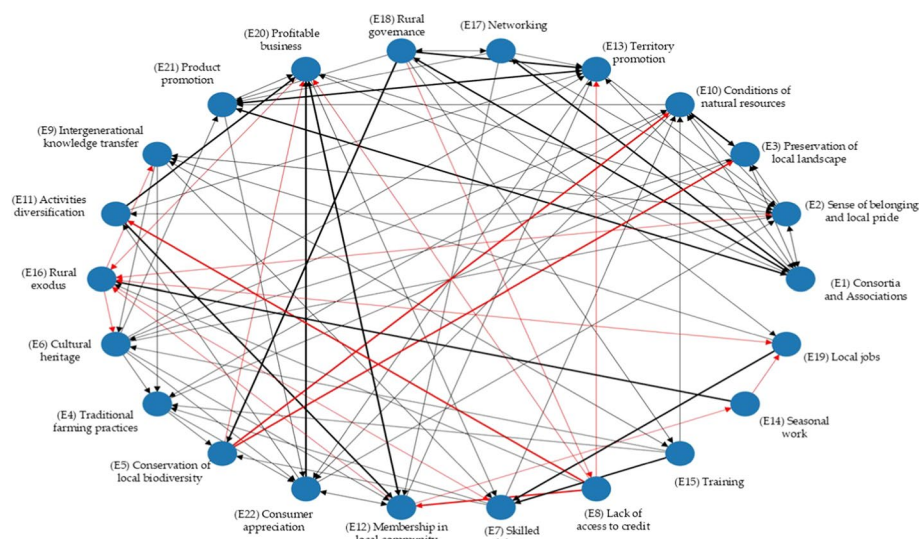 (E18) Rural
governance
(E17) Networking
(E20) Profitable
business
(E13) Territory
promotion
(E21) Product
promotion
(E10) Conditions of
natural resources
(E9) Intergenerational
knowledge transfer
(E3) Preservation of
local landscape
(E11) Activities
diversification
(E2) Sense of belonging
and local pride
(E16) Rural
exodus
(E1) Consortia
and Associations
(E6) Cultural
heritage
(E19) Local jobs
(E4) Traditional
farming practices
(E14) Seasonal
work
(E5) Conservation of
local biodiversity
(E15) Training
(E22) Consumer
appreciation
(E12) Membership in
local community
(E7) Skilled
(E8) Lack of
access to credit